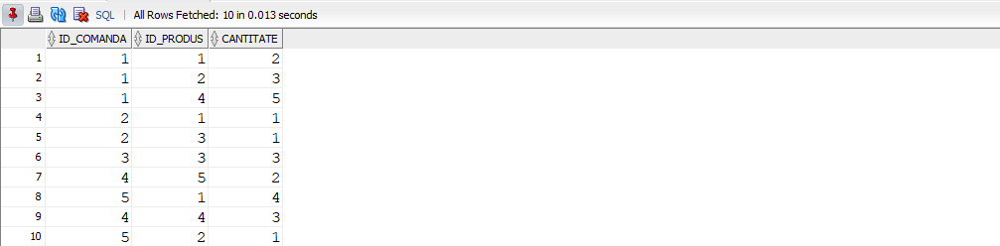 SQL | All Rows Fetched: 10 in 0.013 seconds
ID_COMANDA ID_PRODUS CANTITATE
1 1 1 2
2 1 2 3
3 1 4 5
4 2 1 1
5 2 3 1
6 3 3 3
7 4 5 2
8 5 1 4
9 4 4 3
10 5 2 1